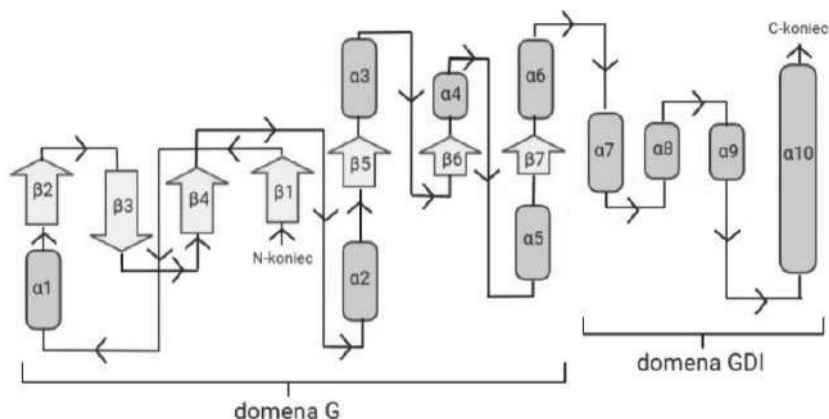 C-koniec
α3
α6
α4
α10
α7
α8
α9
β2
β3
β4
β1
β5
β6
β7
N-koniec
α1
α2
α5
domena G
domena GDI